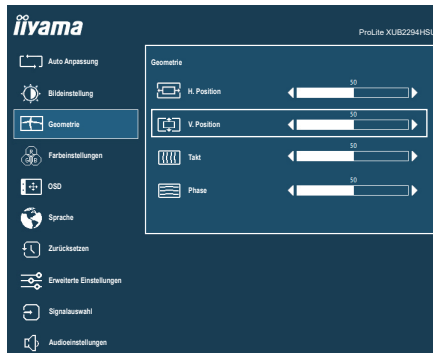 iiyama
ProLite XUB2294HSU
Auto Anpassung
Bildeinstellung
Geometrie
Farbeinstellungen
R
G B
OSD
Sprache
Zurücksetzen
Erweiterte Einstellungen
Signalauswahl
Audioeinstellungen
Geometrie
H. Position
50
V. Position
50
Takt
50
Phase
50